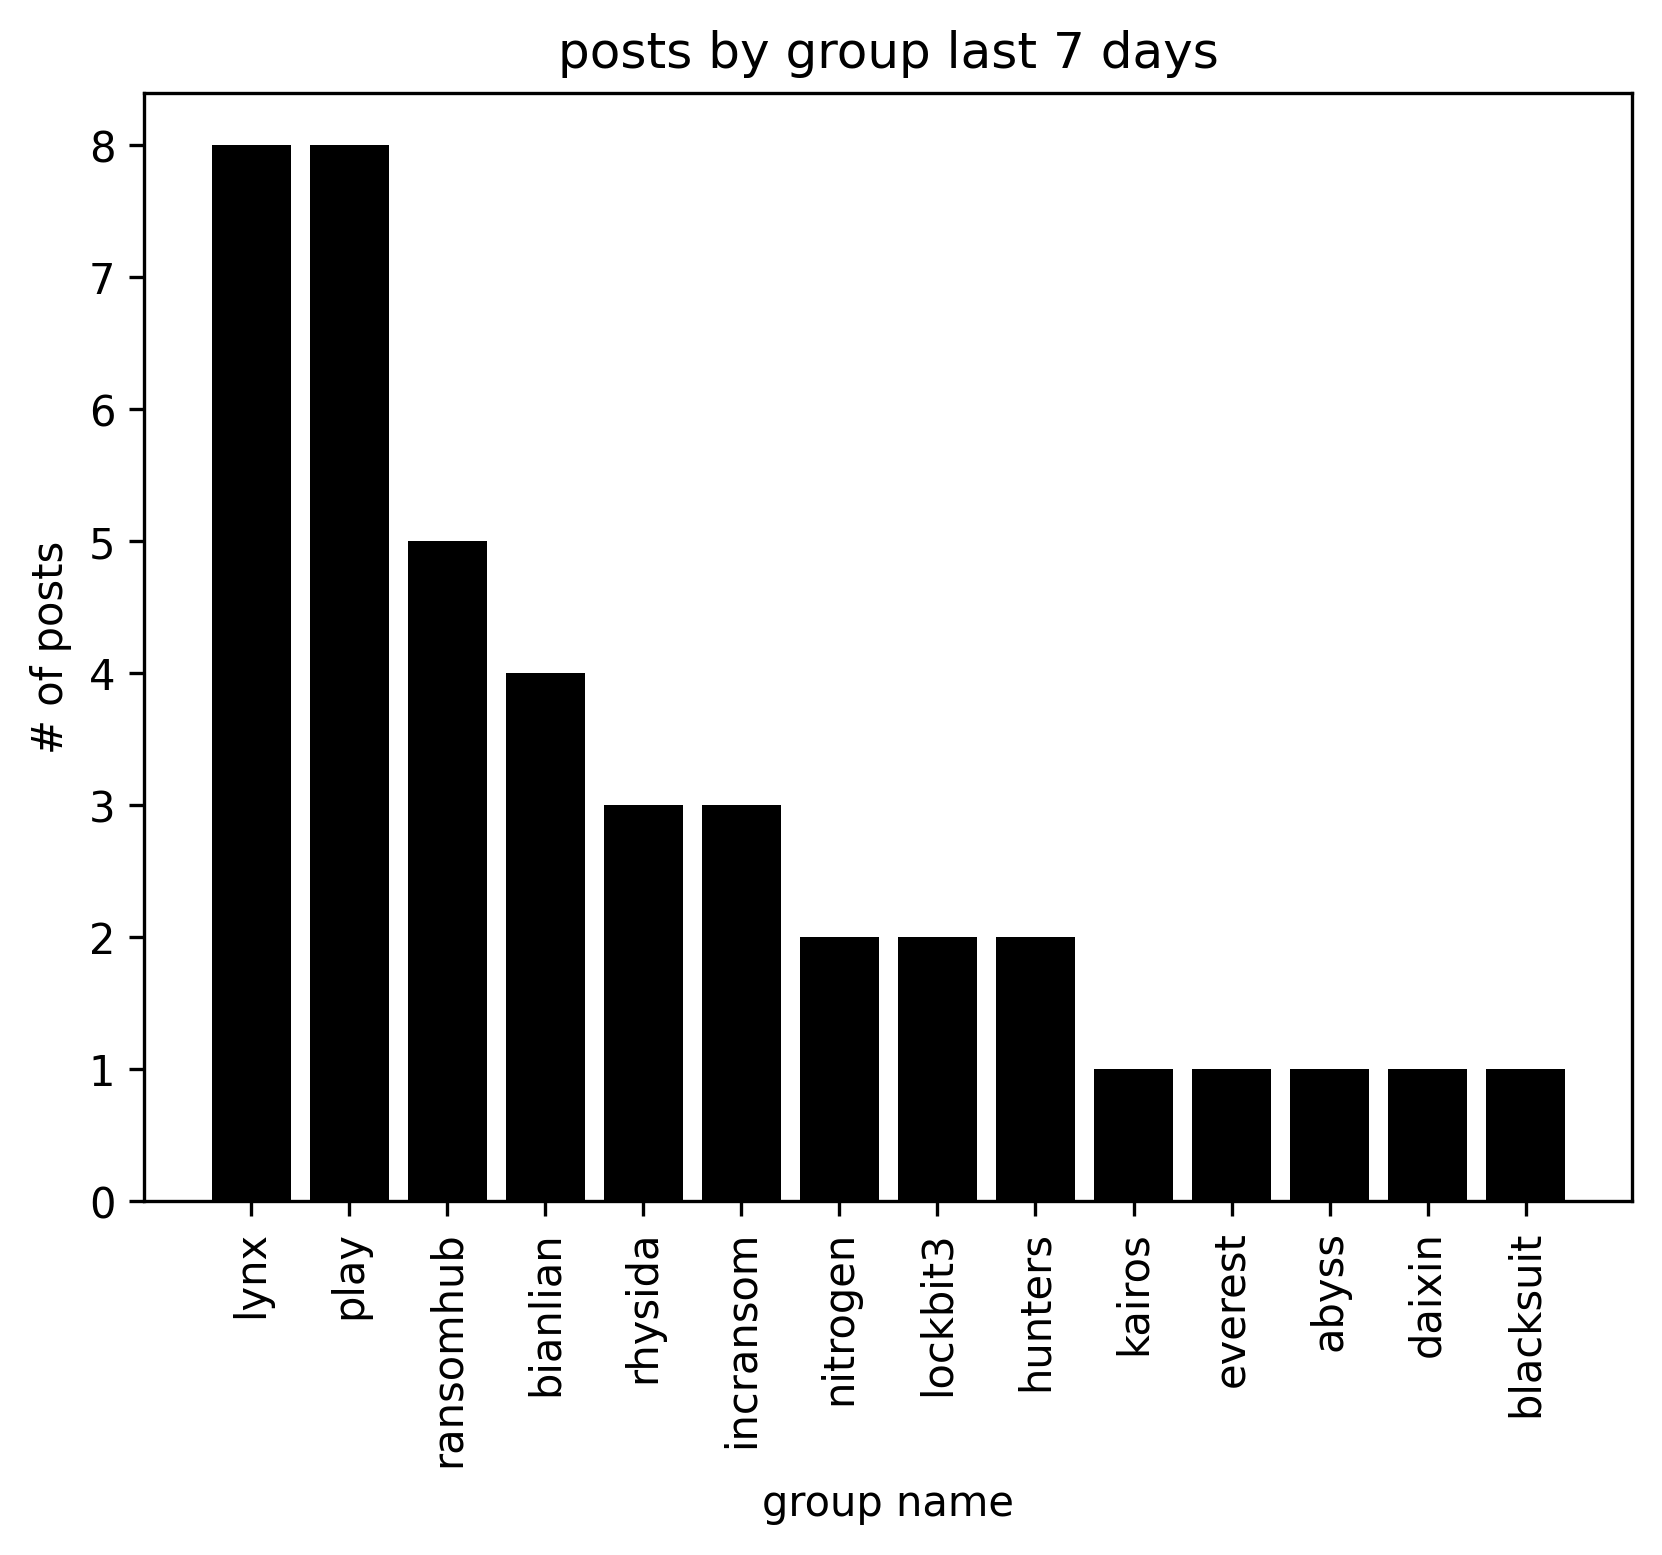 posts by group last 7 days
8
7
6
5
4
3
2
1
0
# of posts
lynx
play
ransomhub
bianlian
rhysida
incransom
nitrogen
lockbit3
hunters
kairos
everest
abyss
daixin
blacksuit
group name